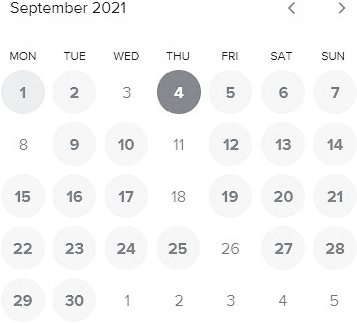 September 2021
MON TUE WED THU FRI SAT SUN
1 2 3 4 5 6 7
8 9 10 11 12 13 14
15 16 17 18 19 20 21
22 23 24 25 26 27 28
29 30 1 2 3 4 5